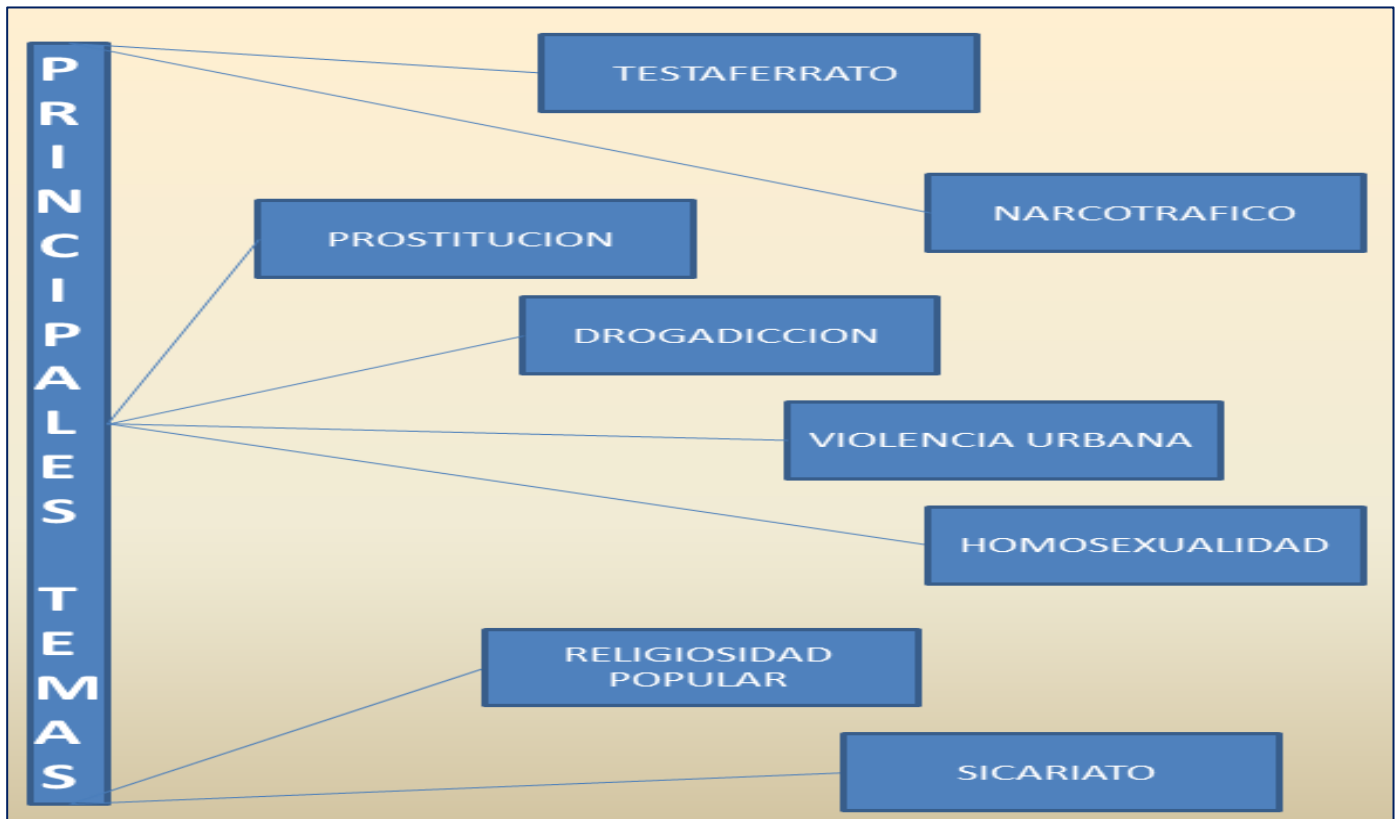 PRINCIPALES TEMAS
TESTAFERRATO
NARCOTRAFICO
PROSTITUCION
DROGADICCION
VIOLENCIA URBANA
HOMOSEXUALIDAD
RELIGIOSIDAD
POPULAR
SICARIATO